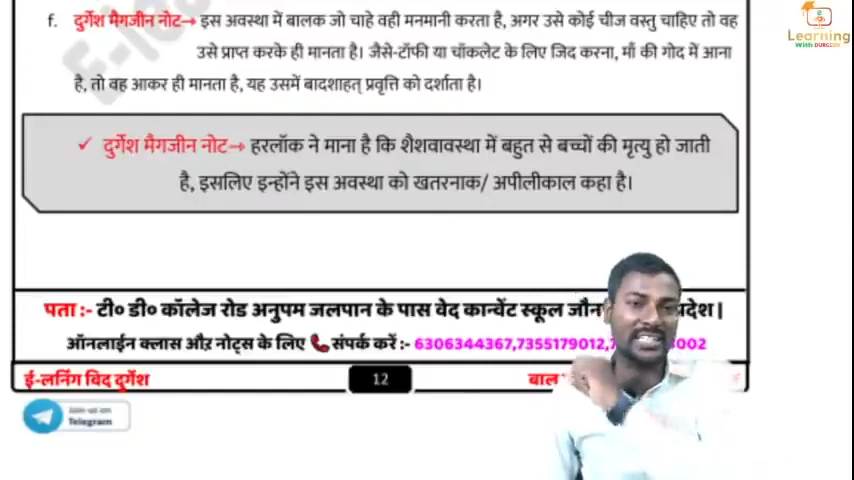 f. दुर्गेश मैगजीन नोट→ इस अवस्था में बालक जो चाहे वही मनमानी करता है, अगर उसे कोई चीज वस्तु चाहिए तो वह
उसे प्राप्त करके ही मानता है। जैसे-टॉफी या चॉकलेट के लिए जिद करना, माँ की गोद में आना
है, तो वह आकर ही मानता है, यह उसमें बादशाहत् प्रवृत्ति को दर्शाता है।
✓ दुर्गेश मैगजीन नोट→ हरलॉक ने माना है कि शैशवावस्था में बहुत से बच्चों की मृत्यु हो जाती
है, इसलिए इन्होंने इस अवस्था को खतरनाक/ अपीलीकाल कहा है।
पता :- टी० डी० कॉलेज रोड अनुपम जलपान के पास वेद कान्वेंट स्कूल
ऑनलाईन क्लास और नोट्स के लिए 📞संपर्क करें :- 6306344367,7355179012,
ई-लर्निंग विद दुर्गेश
12
बाल
Telegram
Learning
With DURGESH